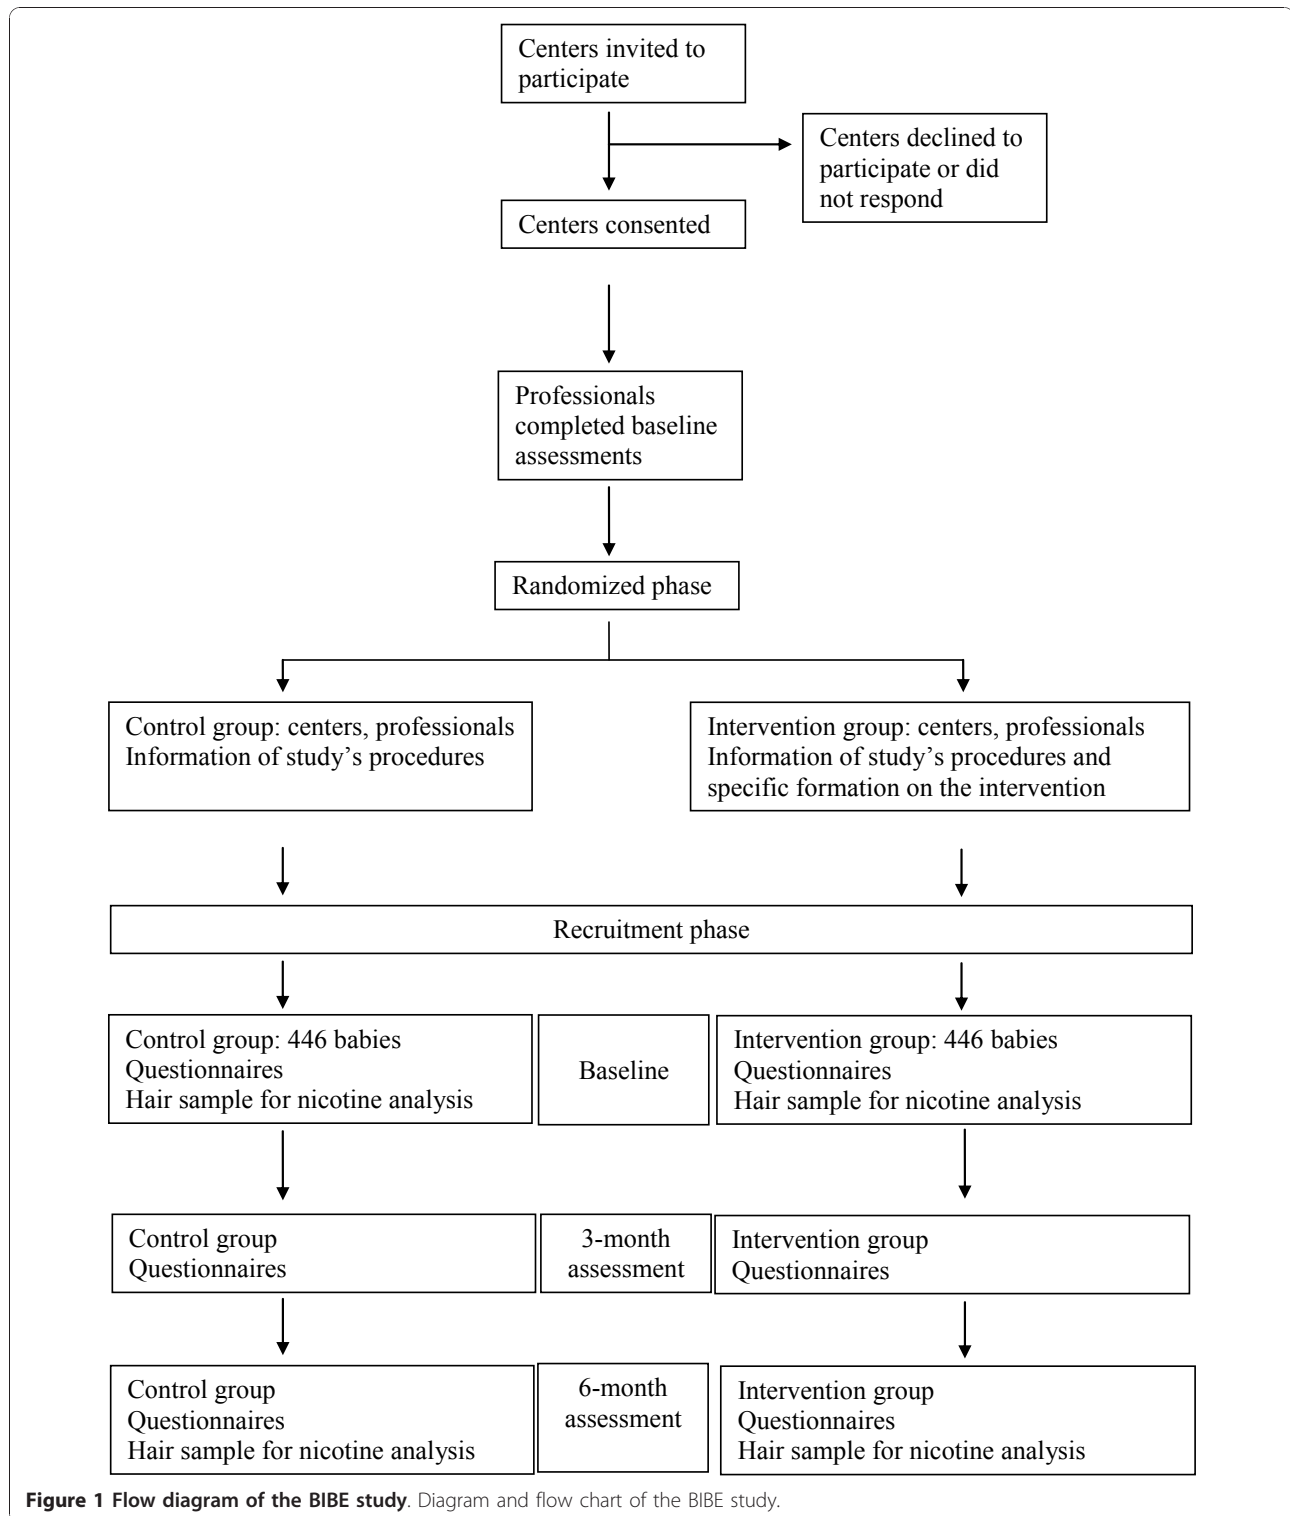 Centers invited to
participate
Centers declined to
participate or did
not respond
Centers consented
Professionals
completed baseline
assessments
Randomized phase
Control group: centers, professionals
Information of study’s procedures
Intervention group: centers, professionals
Information of study’s procedures and
specific formation on the intervention
Recruitment phase
Control group: 446 babies
Questionnaires
Hair sample for nicotine analysis
Baseline
Intervention group: 446 babies
Questionnaires
Hair sample for nicotine analysis
Control group
Questionnaires
3-month
assessment
Intervention group
Questionnaires
Control group
Questionnaires
Hair sample for nicotine analysis
6-month
assessment
Intervention group
Questionnaires
Hair sample for nicotine analysis
Figure 1 Flow diagram of the BIBE study. Diagram and flow chart of the BIBE study.